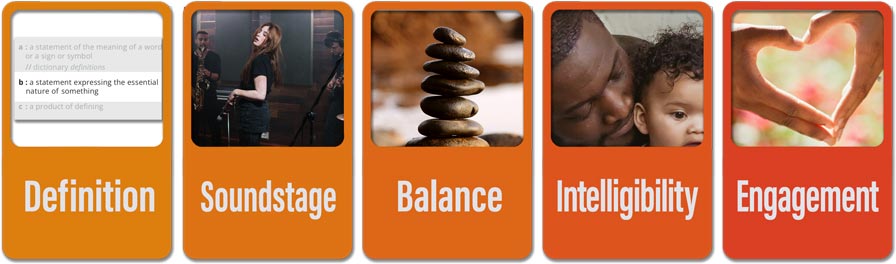 a : a statement of the meaning of a word
or a sign or symbol
// dictionary definitions
b : a statement expressing the essential
nature of something
c : a product of defining
Definition
Soundstage
Balance
Intelligibility
Engagement